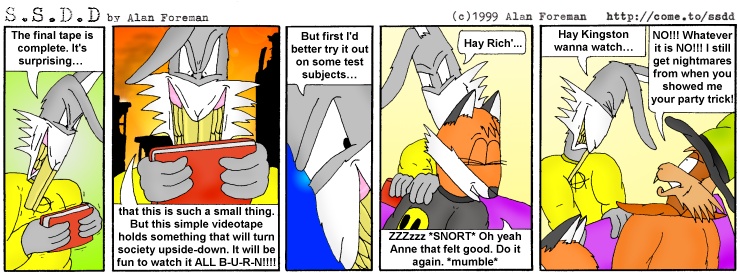 S.S.D.D by Alan Foreman
(c)1999 Alan Foreman
http://come.to/ssdd
The final tape is
complete. It's
surprising...
that this is such a small thing.
But this simple videotape
holds something that will turn
society upside-down. It will be
fun to watch it ALL B-U-R-N!!!!
But first I'd
better try it out
on some test
subjects...
Hay Rich'...
ZZZzzz *SNORT* Oh yeah
Anne that felt good. Do it
again. *mumble*
Hay Kingston
wanna watch...
NO!!! Whatever
it is NO!!! I still
get nightmares
from when you
showed me
your party trick!